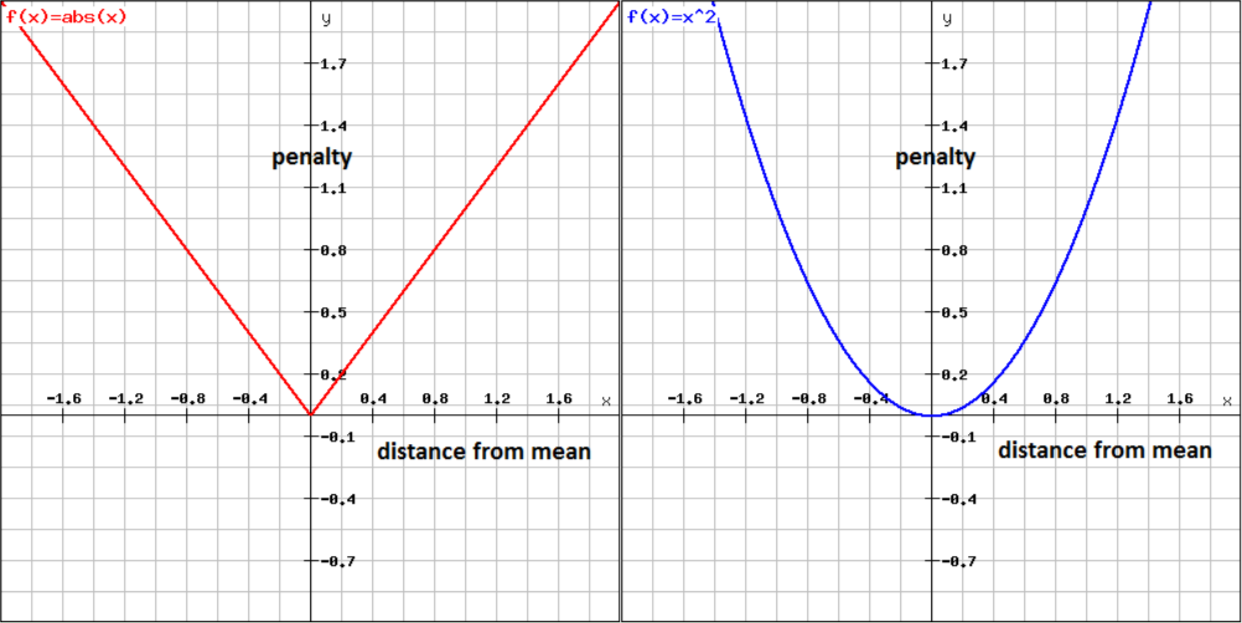 f(x)=abs(x)
y
1.7
1.4
penalty
1.1
0.8
0.5
0.2
-1.6 -1.2 -0.8 -0.4 0.4 0.8 1.2 1.6 x
-0.1
distance from mean
-0.4
-0.7
f(x)=x^2
y
1.7
1.4
penalty
1.1
0.8
0.5
0.2
-1.6 -1.2 -0.8 -0.4 0.4 0.8 1.2 1.6 x
-0.1
distance from mean
-0.4
-0.7